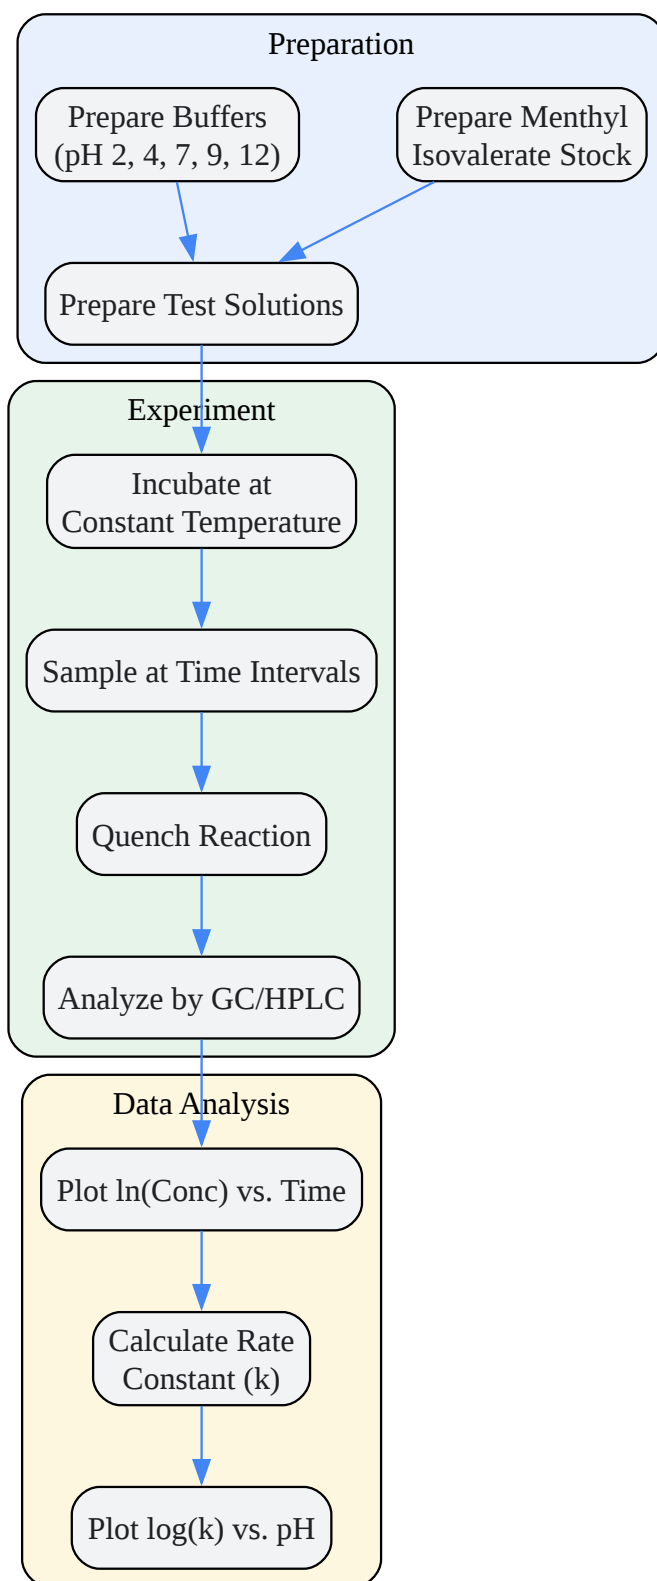 Preparation
Prepare Buffers
(pH 2, 4, 7, 9, 12)
Prepare Menthyl
Isovalerate Stock
Prepare Test Solutions
Experiment
Incubate at
Constant Temperature
Sample at Time Intervals
Quench Reaction
Analyze by GC/HPLC
Data Analysis
Plot ln(Conc) vs. Time
Calculate Rate
Constant (k)
Plot log(k) vs. pH